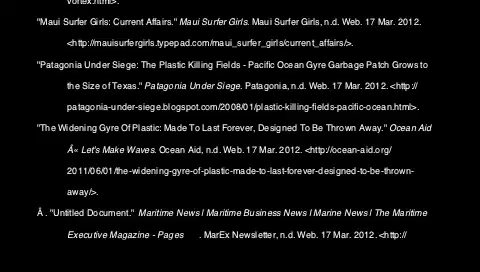 vortex.html>.
"Maui Surfer Girls: Current Affairs." Maui Surfer Girls. Maui Surfer Girls, n.d. Web. 17 Mar. 2012.
<http://mauisurfergirls.typepad.com/maui_surfer_girls/current_affairs/>.
"Patagonia Under Siege: The Plastic Killing Fields - Pacific Ocean Gyre Garbage Patch Grows to
the Size of Texas." Patagonia Under Siege. Patagonia, n.d. Web. 17 Mar. 2012. <http://
patagonia-under-siege.blogspot.com/2008/01/plastic-killing-fields-pacific-ocean.html>.
"The Widening Gyre Of Plastic: Made To Last Forever, Designed To Be Thrown Away." Ocean Aid
« Let's Make Waves. Ocean Aid, n.d. Web. 17 Mar. 2012. <http://ocean-aid.org/
2011/06/01/the-widening-gyre-of-plastic-made-to-last-forever-designed-to-be-thrown-
away/>.
Â . "Untitled Document." Maritime News | Maritime Business News | Marine News | The Maritime
Executive Magazine - Pages . MarEx Newsletter, n.d. Web. 17 Mar. 2012. <http://